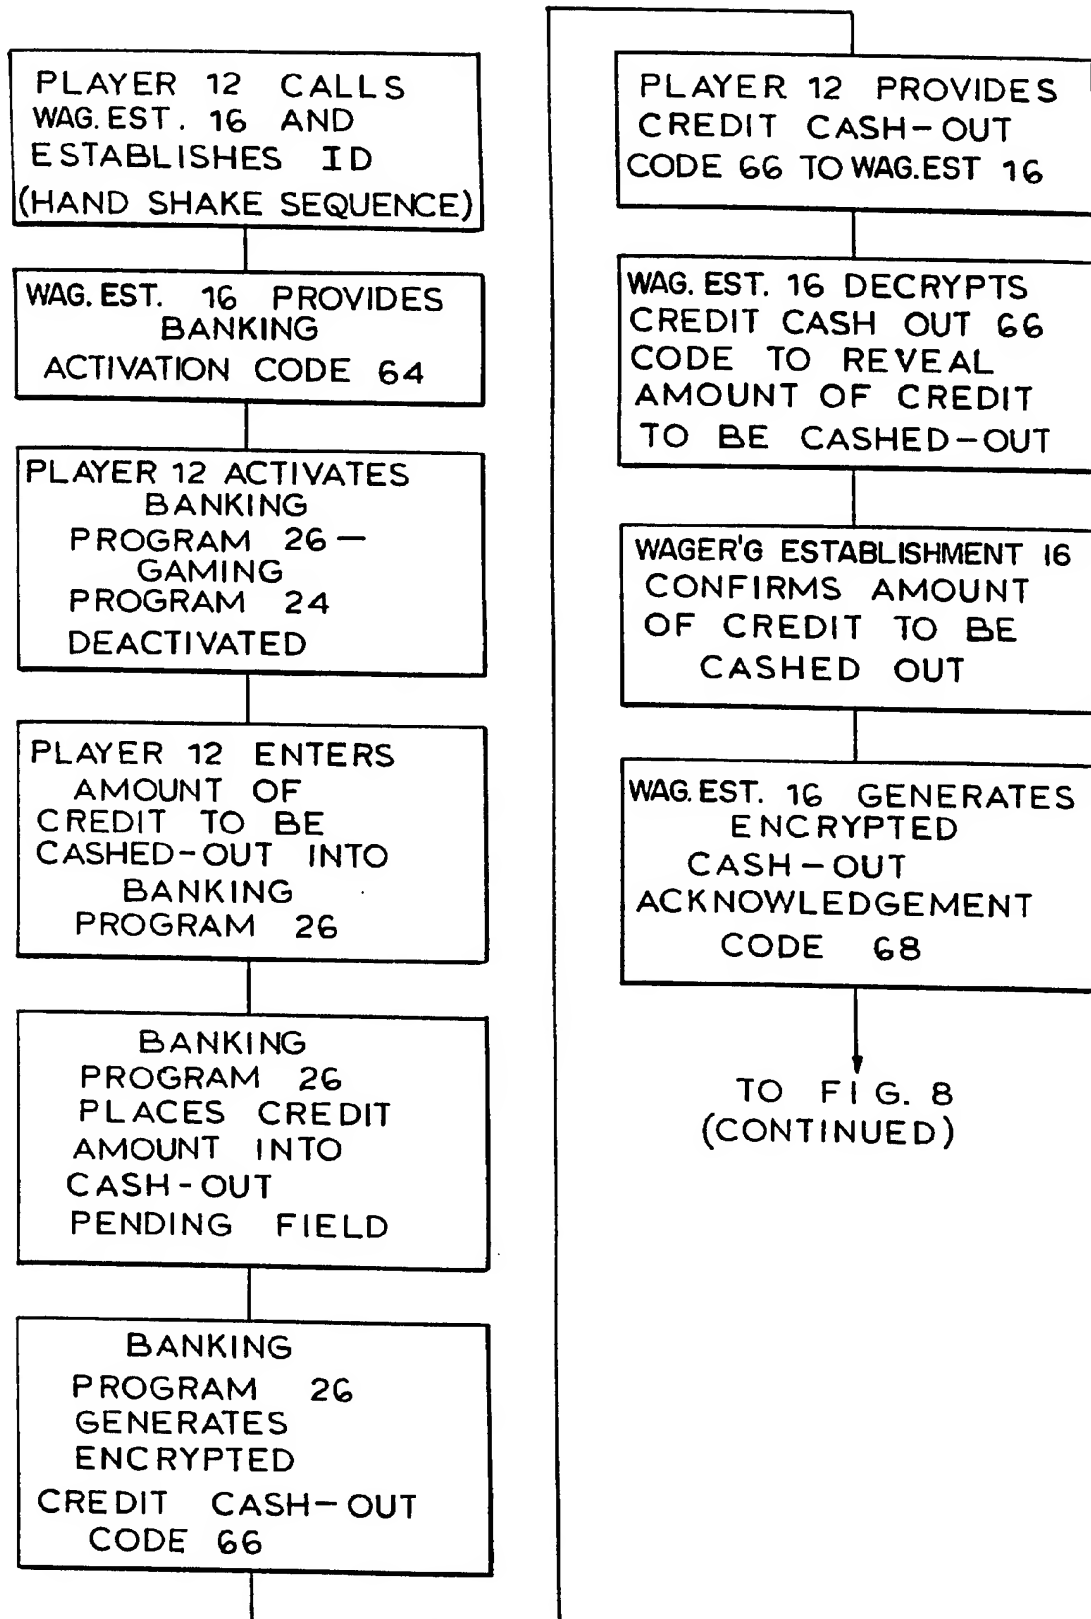 PLAYER 12 CALLS
WAG. EST. 16 AND
ESTABLISHES ID
(HAND SHAKE SEQUENCE)
WAG. EST. 16 PROVIDES
BANKING
ACTIVATION CODE 64
PLAYER 12 ACTIVATES
BANKING
PROGRAM 26 —
GAMING
PROGRAM 24
DEACTIVATED
PLAYER 12 ENTERS
AMOUNT OF
CREDIT TO BE
CASHED-OUT INTO
BANKING
PROGRAM 26
BANKING
PROGRAM 26
PLACES CREDIT
AMOUNT INTO
CASH-OUT
PENDING FIELD
BANKING
PROGRAM 26
GENERATES
ENCRYPTED
CREDIT CASH-OUT
CODE 66
PLAYER 12 PROVIDES
CREDIT CASH-OUT
CODE 66 TO WAG. EST 16
WAG. EST. 16 DECRYPTS
CREDIT CASH OUT 66
CODE TO REVEAL
AMOUNT OF CREDIT
TO BE CASHED-OUT
WAGER'G ESTABLISHMENT 16
CONFIRMS AMOUNT
OF CREDIT TO BE
CASHED OUT
WAG. EST. 16 GENERATES
ENCRYPTED
CASH-OUT
ACKNOWLEDGEMENT
CODE 68
TO FIG. 8
(CONTINUED)